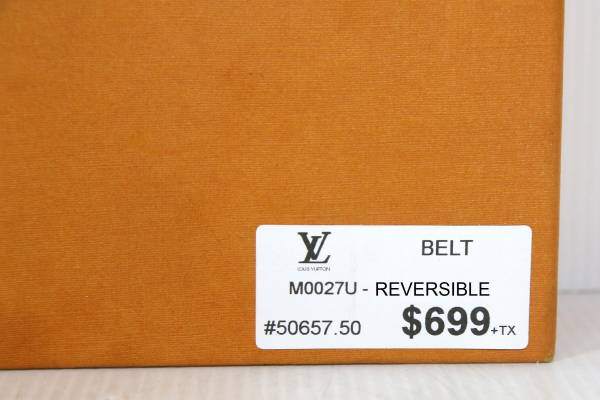 LV
BELT
LOUIS VUITTON
M0027U - REVERSIBLE
#50657.50 $699+TX